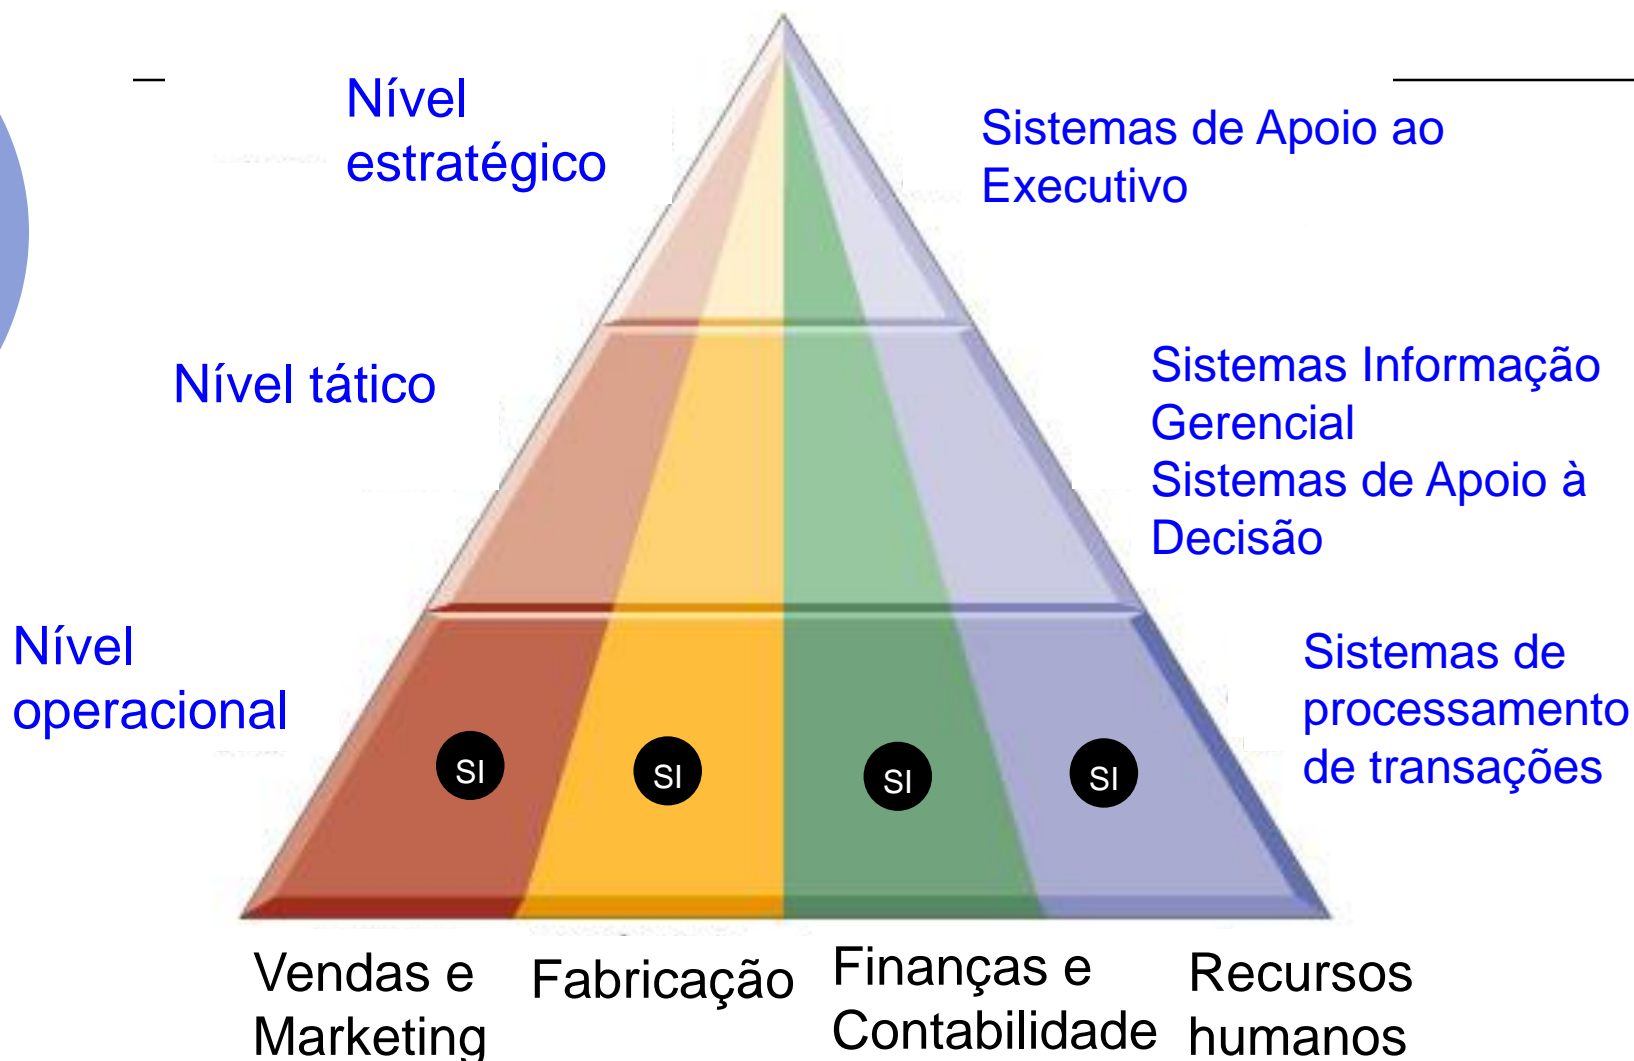 Nível
estratégico
Sistemas de Apoio ao
Executivo
Nível tático
Sistemas Informação
Gerencial
Sistemas de Apoio à
Decisão
Nível
operacional
Sistemas de
processamento
de transações
SI
SI
SI
SI
Vendas e
Marketing
Fabricação
Finanças e
Contabilidade
Recursos
humanos